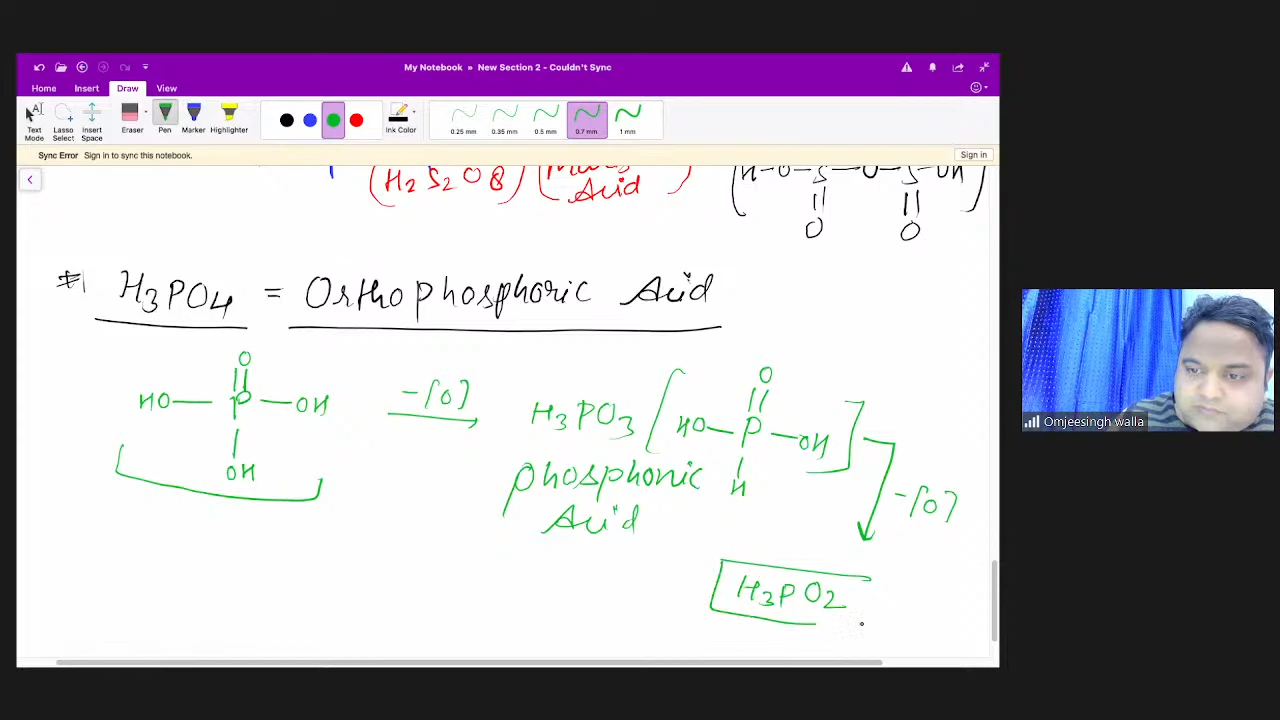 My Notebook » New Section 2 - Couldn't Sync
Home Insert Draw View
Text Mode Lasso Select Insert Space Eraser Pen Marker Highlighter Ink Color 0.25 mm 0.35 mm 0.5 mm 0.7 mm 1 mm
Sync Error Sign in to sync this notebook. Sign in
(H2S2O8) ( Acid )
H-O-S-O-S-OH
O O
H3PO4 = Orthophosphoric Acid
O
HO P OH
OH
-[O]
H3PO3
O
HO P OH
H
phosphonic
Acid
-[O]
H3PO2
Omjeesingh walla